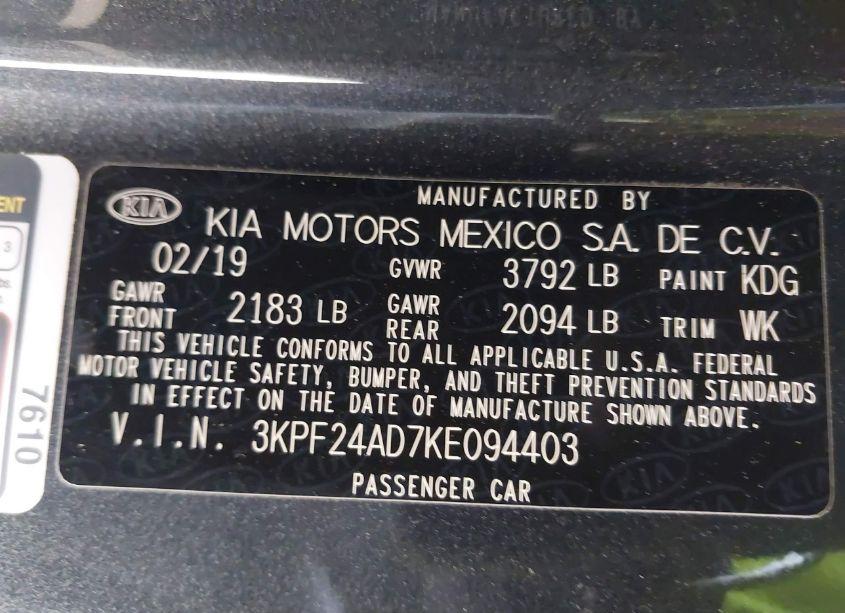 MANUFACTURED BY
KIA KIA MOTORS MEXICO S.A. DE C.V.
02/19 GVWR 3792 LB PAINT KDG
GAWR FRONT 2183 LB GAWR REAR 2094 LB TRIM WK
THIS VEHICLE CONFORMS TO ALL APPLICABLE U.S.A. FEDERAL
MOTOR VEHICLE SAFETY, BUMPER, AND THEFT PREVENTION STANDARDS
IN EFFECT ON THE DATE OF MANUFACTURE SHOWN ABOVE.
V.I.N. 3KPF24AD7KE094403
PASSENGER CAR
ENT
3
7610